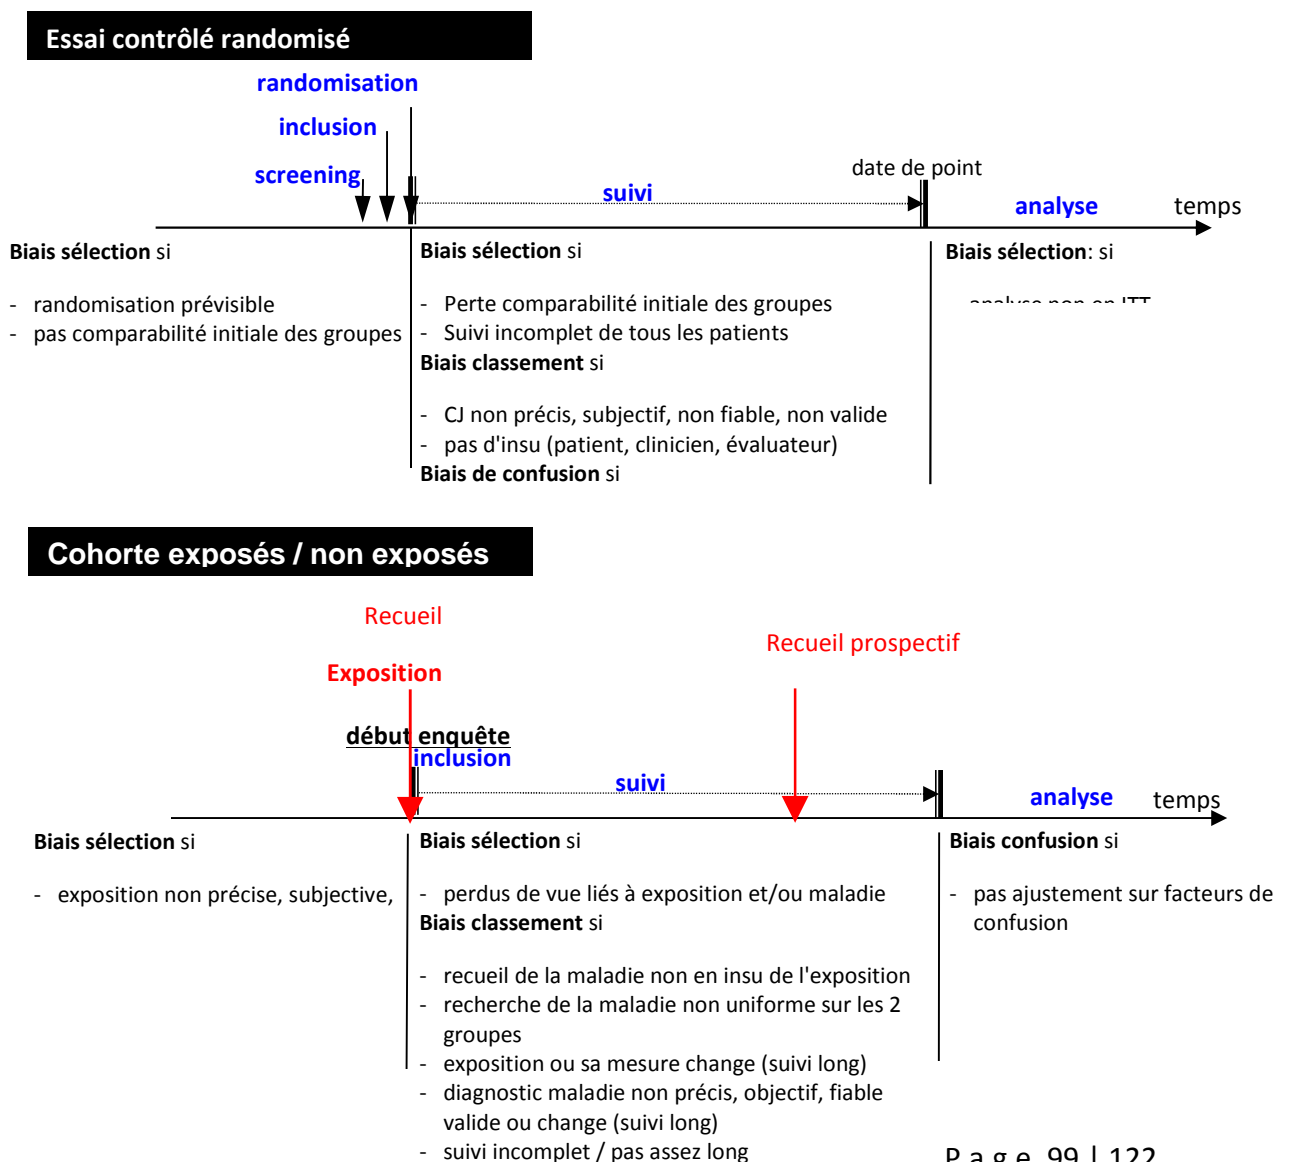 Essai contrôlé randomisé
randomisation
inclusion
screening
suivi
date de point
analyse
temps
Biais sélection si
- randomisation prévisible
- pas comparabilité initiale des groupes
Biais sélection si
- Perte comparabilité initiale des groupes
- Suivi incomplet de tous les patients
Biais classement si
- CJ non précis, subjectif, non fiable, non valide
- pas d'insu (patient, clinicien, évaluateur)
Biais de confusion si
Biais sélection: si
analyse non en ITT
Cohorte exposés / non exposés
Recueil
Exposition
Recueil prospectif
début enquête
inclusion
suivi
analyse
temps
Biais sélection si
- exposition non précise, subjective,
Biais sélection si
- perdus de vue liés à exposition et/ou maladie
Biais classement si
- recueil de la maladie non en insu de l'exposition
- recherche de la maladie non uniforme sur les 2
groupes
- exposition ou sa mesure change (suivi long)
- diagnostic maladie non précis, objectif, fiable
valide ou change (suivi long)
- suivi incomplet / pas assez long
Biais confusion si
- pas ajustement sur facteurs de
confusion
Page 99 | 122